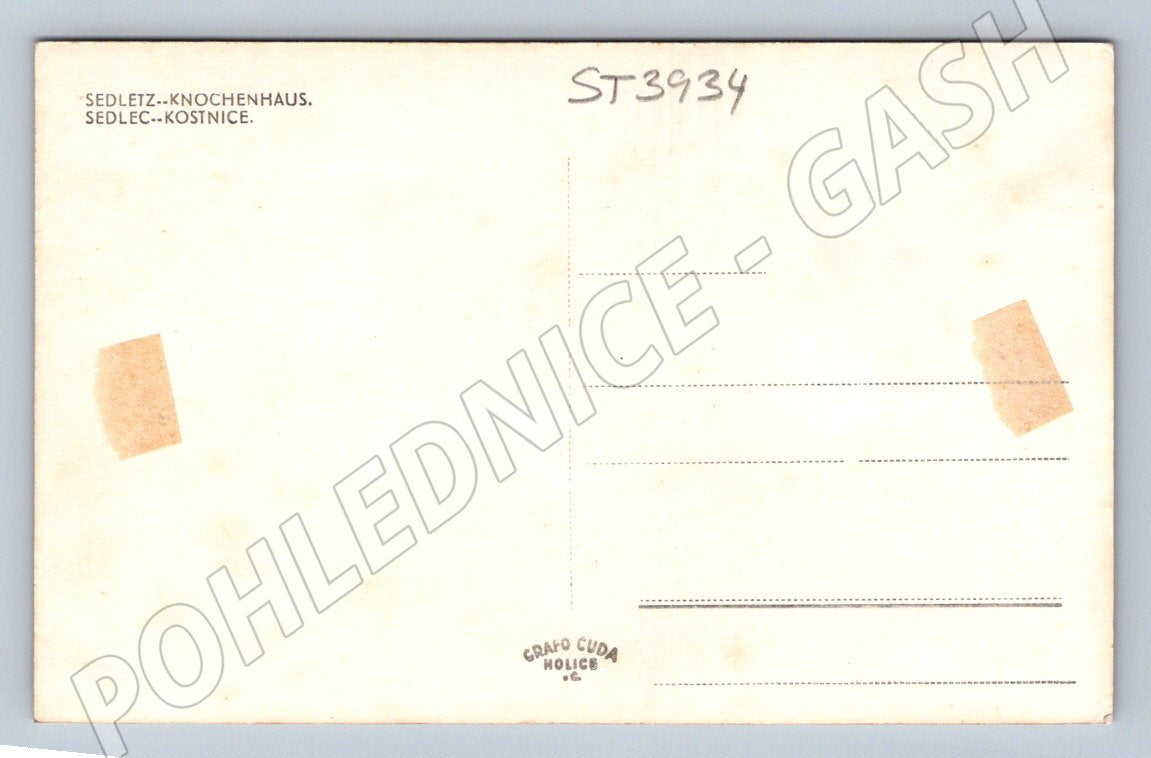 SEDLETZ--KNOCHENHAUS.
SEDLEC--KOSTNICE.
ST3934
POHLEDNICE - GASH
GRAFO ČUDA
HOLICE
.Č